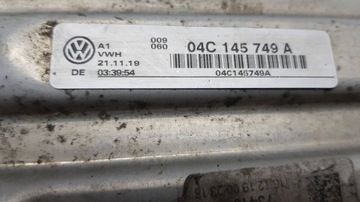 A1 009 04C 145 749 A
VWH 060
21.11.19
DE 03:39:54 04C145749A